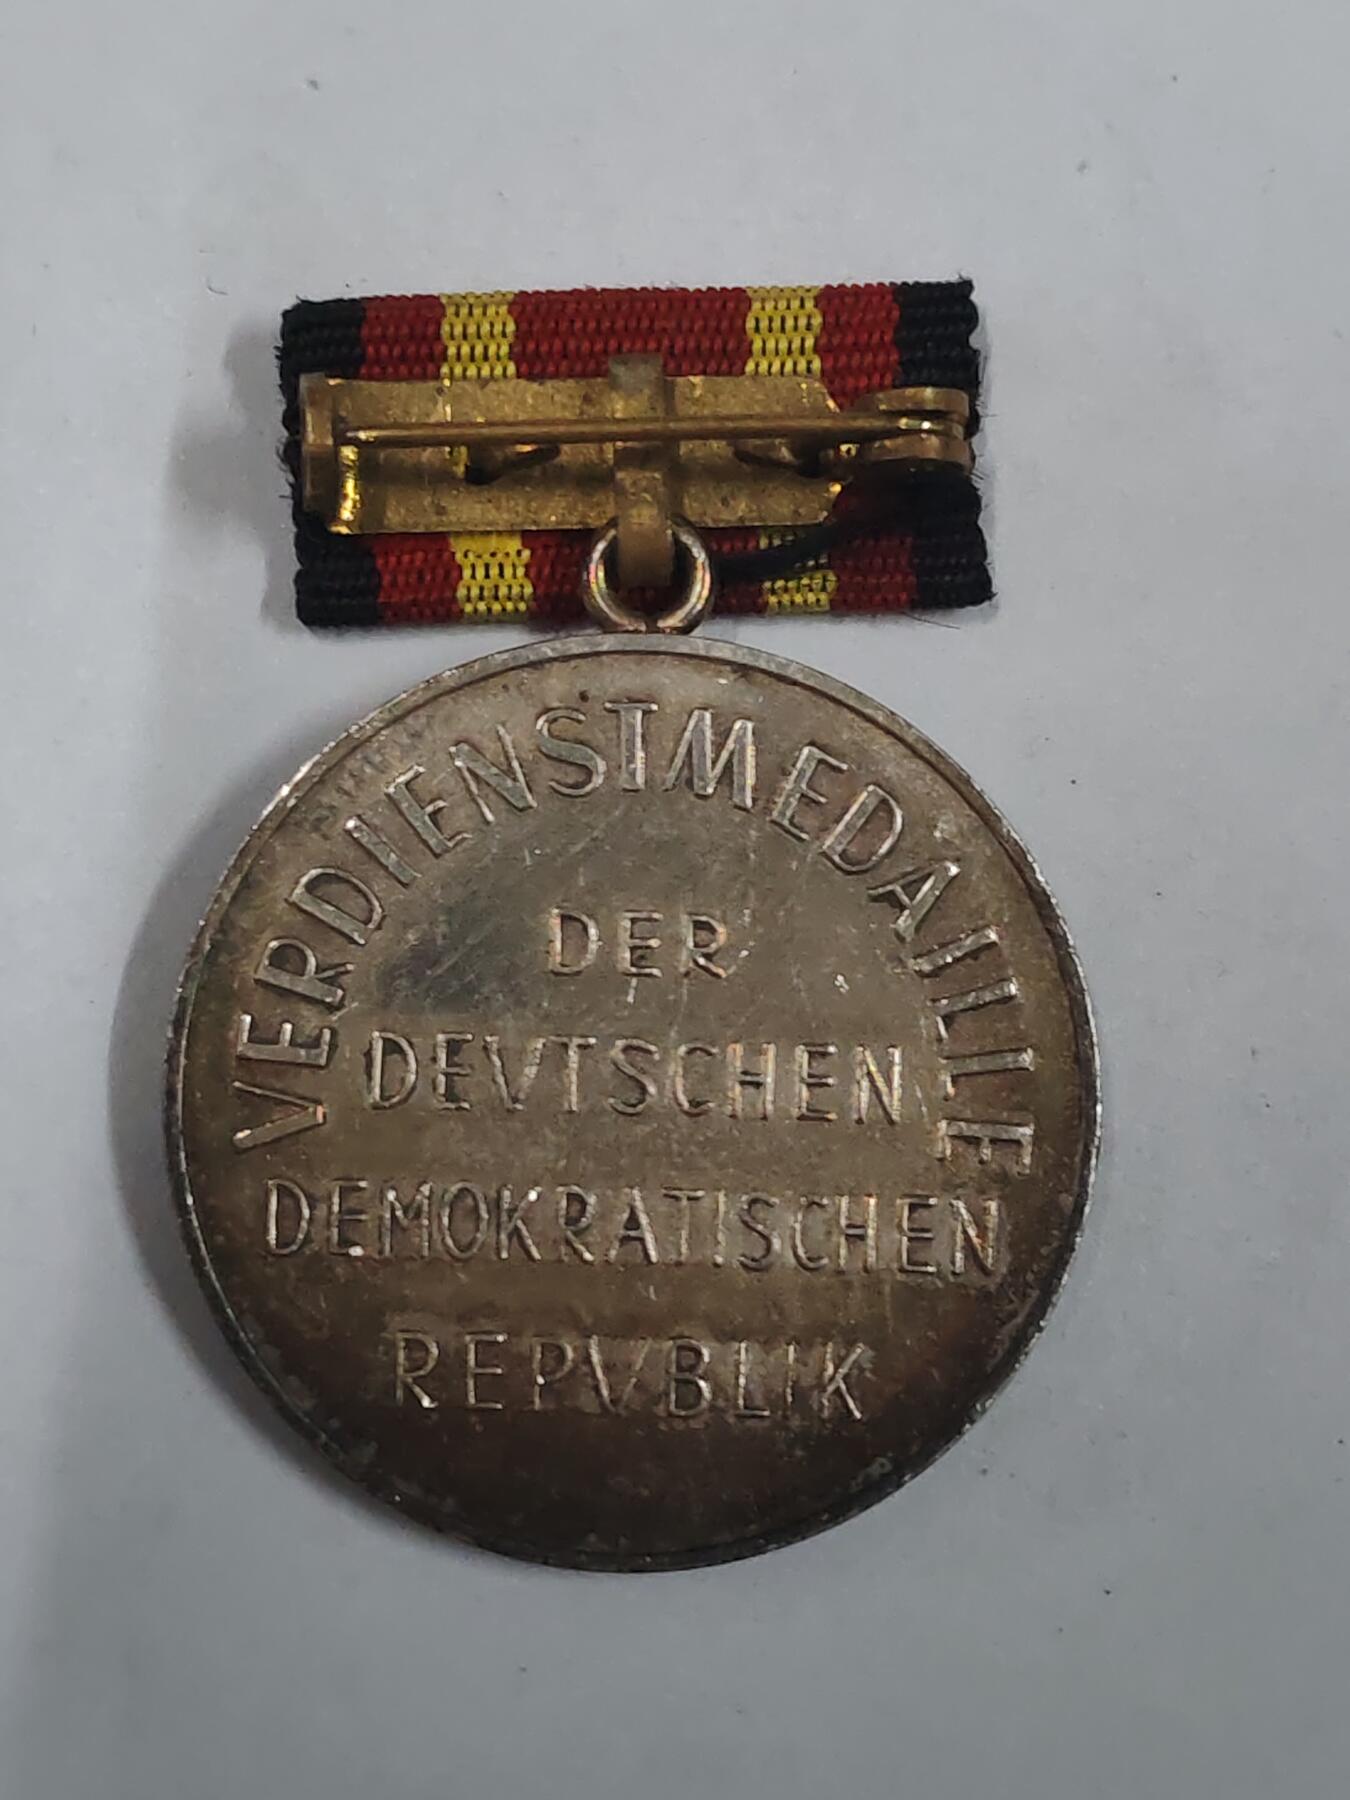 VERDIENSTMEDAILLE
DER
DEVTSCHEN
DEMOKRATISCHEN
REPVBLIK